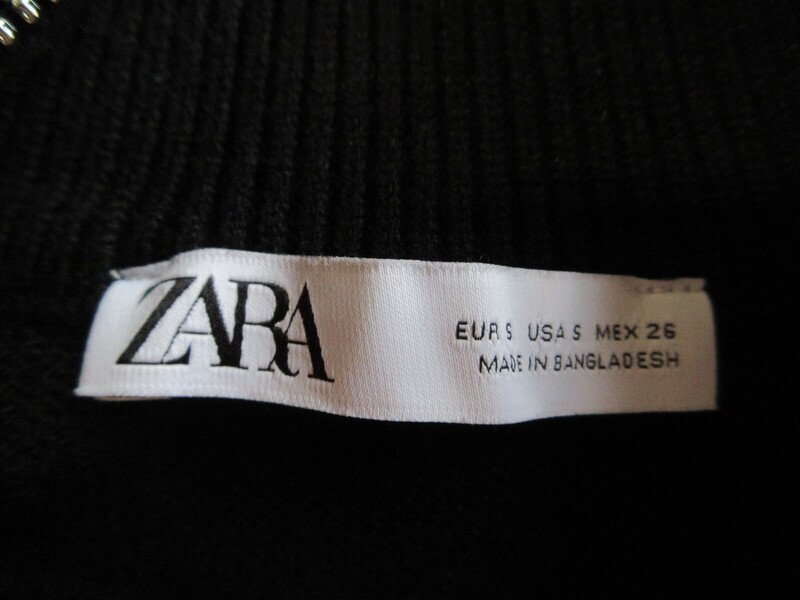 ZARA
EUR S USA S MEX 26
MADE IN BANGLADESH